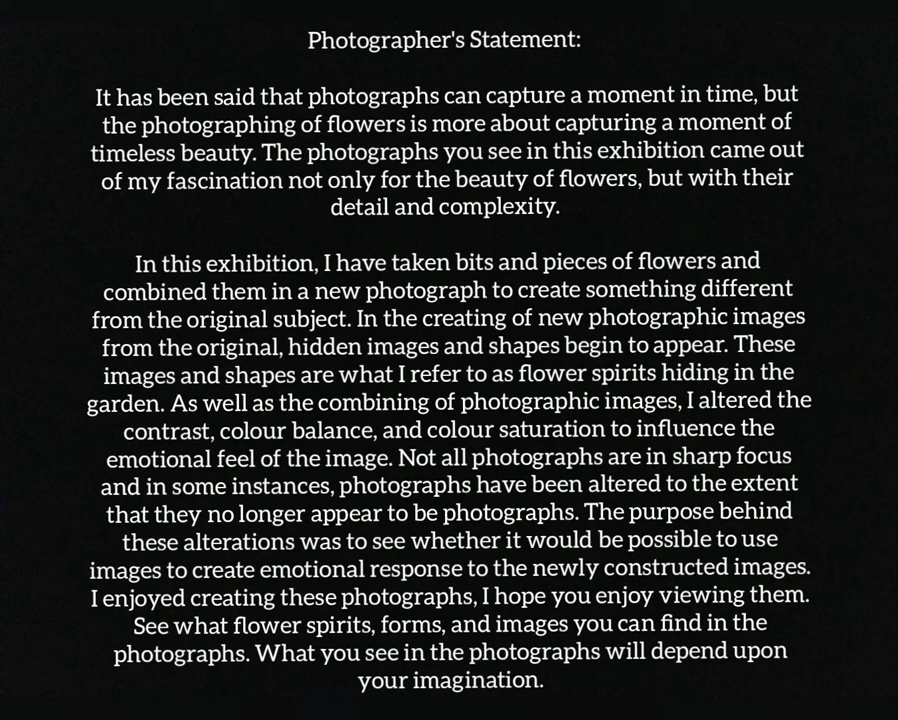 Photographer's Statement:
It has been said that photographs can capture a moment in time, but
the photographing of flowers is more about capturing a moment of
timeless beauty. The photographs you see in this exhibition came out
of my fascination not only for the beauty of flowers, but with their
detail and complexity.
In this exhibition, I have taken bits and pieces of flowers and
combined them in a new photograph to create something different
from the original subject. In the creating of new photographic images
from the original, hidden images and shapes begin to appear. These
images and shapes are what I refer to as flower spirits hiding in the
garden. As well as the combining of photographic images, I altered the
contrast, colour balance, and colour saturation to influence the
emotional feel of the image. Not all photographs are in sharp focus
and in some instances, photographs have been altered to the extent
that they no longer appear to be photographs. The purpose behind
these alterations was to see whether it would be possible to use
images to create emotional response to the newly constructed images.
I enjoyed creating these photographs, I hope you enjoy viewing them.
See what flower spirits, forms, and images you can find in the
photographs. What you see in the photographs will depend upon
your imagination.